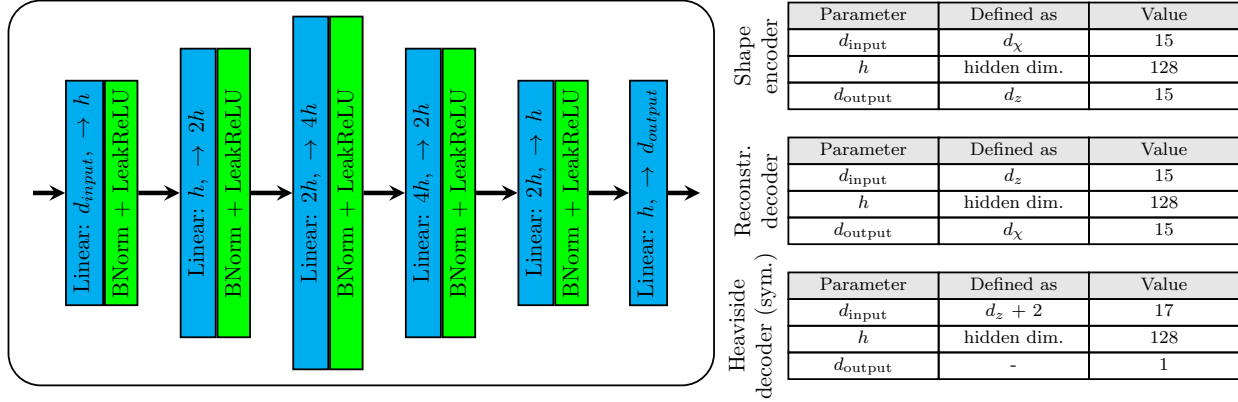 Linear: d_input, → h
BNorm + LeakReLU
Linear: h, → 2h
BNorm + LeakReLU
Linear: 2h, → 4h
BNorm + LeakReLU
Linear: 4h, → 2h
BNorm + LeakReLU
Linear: 2h, → h
BNorm + LeakReLU
Linear: h, → d_output
Shape
encoder
Parameter Defined as Value
d_input d_χ 15
h hidden dim. 128
d_output d_z 15
Reconstr.
decoder
Parameter Defined as Value
d_input d_z 15
h hidden dim. 128
d_output d_χ 15
Heaviside
decoder (sym.)
Parameter Defined as Value
d_input d_z + 2 17
h hidden dim. 128
d_output - 1